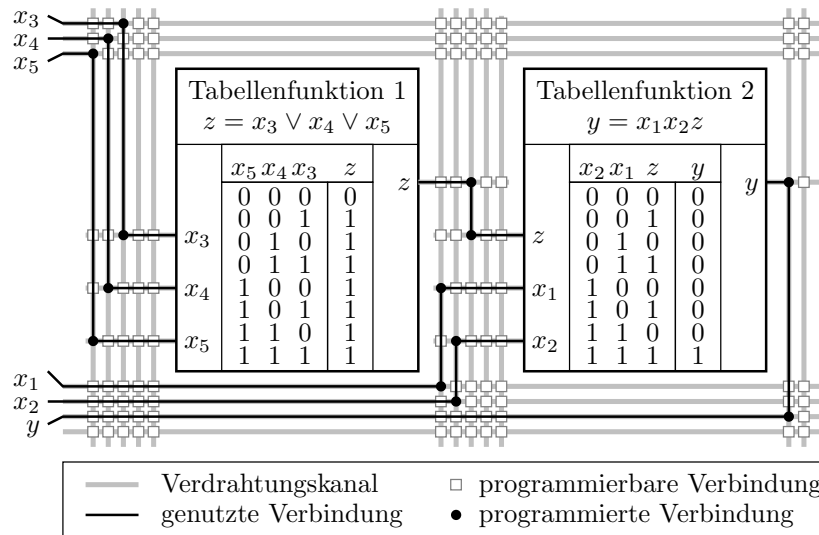 x₃
x₄
x₅
Tabellenfunktion 1
z = x₃ ∨ x₄ ∨ x₅
x₅ x₄ x₃ z
0 0 0 0
0 0 1 1
0 1 0 1
0 1 1 1
1 0 0 1
1 0 1 1
1 1 0 1
1 1 1 1
x₃
x₄
x₅
z
Tabellenfunktion 2
y = x₁x₂z
x₂ x₁ z y
0 0 0 0
0 0 1 0
0 1 0 0
0 1 1 0
1 0 0 0
1 0 1 0
1 1 0 0
1 1 1 1
z
x₁
x₂
y
x₁
x₂
y
Verdrahtungskanal
genutzte Verbindung
programmierbare Verbindung
programmierte Verbindung